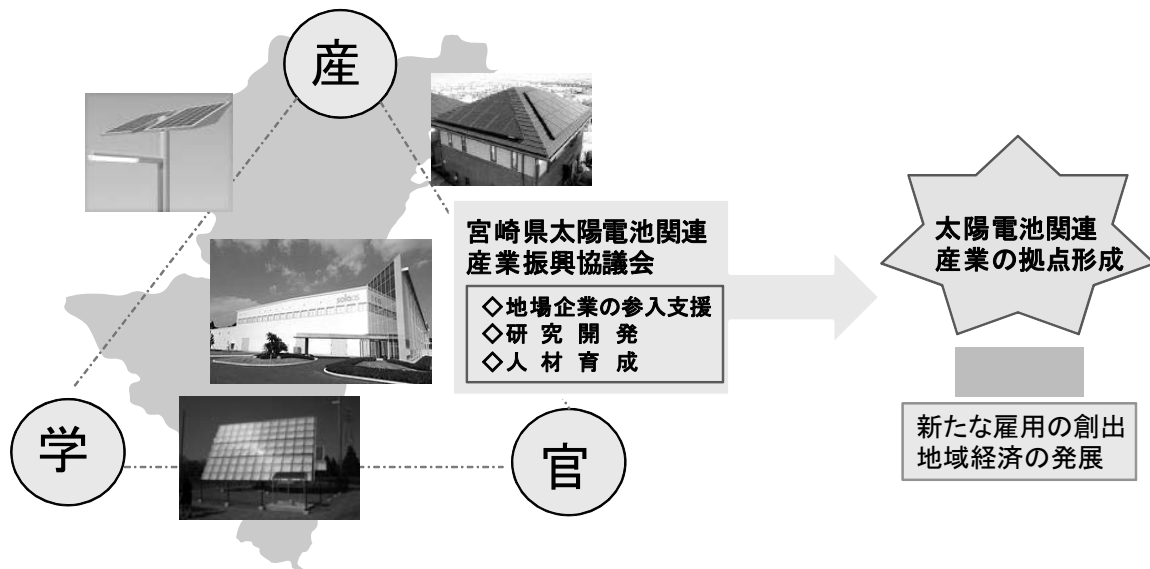 産
宮崎県太陽電池関連
産業振興協議会
◇地場企業の参入支援
◇研究開発
◇人材育成
学
官
太陽電池関連
産業の拠点形成
新たな雇用の創出
地域経済の発展